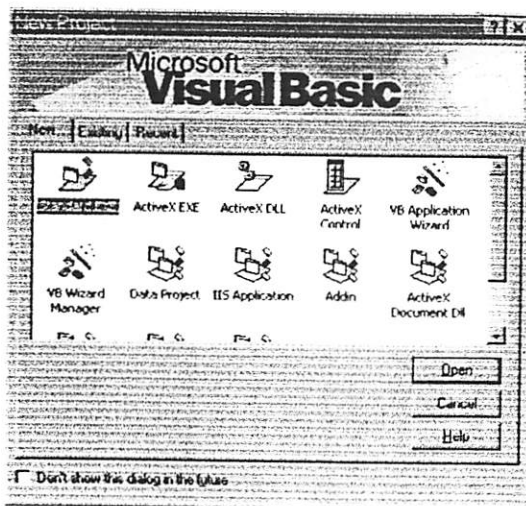 New Project
Microsoft
Visual Basic
New Existing Recent
Standard EXE ActiveX EXE ActiveX DLL ActiveX Control VB Application Wizard
VB Wizard Manager Data Project IIS Application Addin ActiveX Document Dll
Open
Cancel
Help
Don't show this dialog in the future